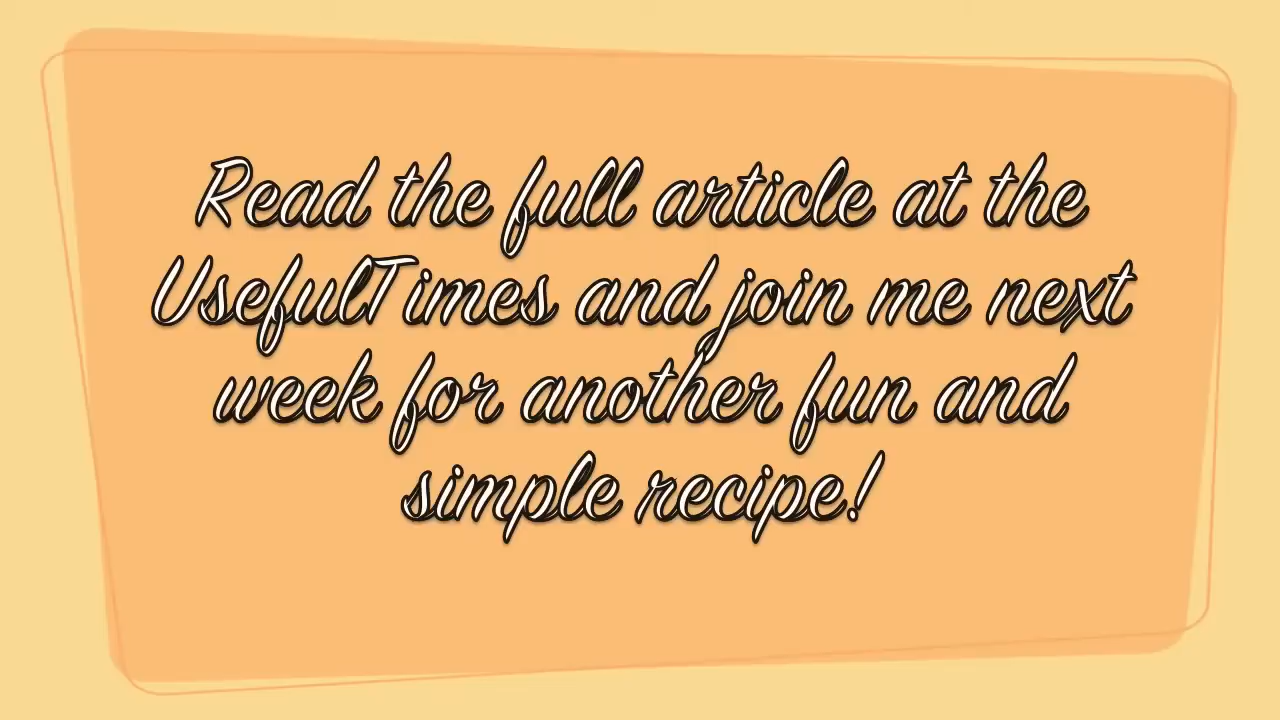 Read the full article at the
UsefulTimes and join me next
week for another fun and
simple recipe!